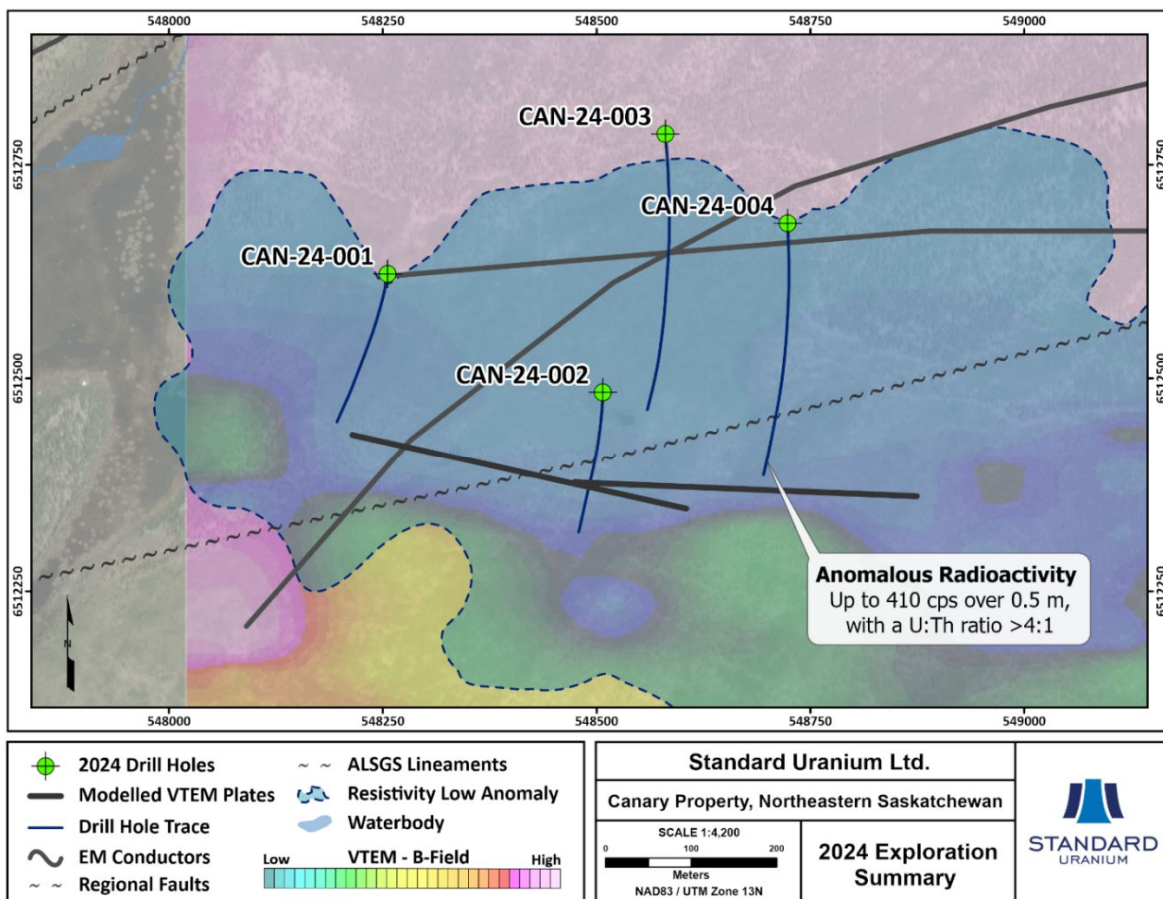 548000 548250 548500 548750 549000
6512750 6512750
6512500 6512500
6512250 6512250
CAN-24-003
CAN-24-004
CAN-24-001
CAN-24-002
Anomalous Radioactivity
Up to 410 cps over 0.5 m,
with a U:Th ratio >4:1
N
548000 548250 548500 548750 549000
2024 Drill Holes
Modelled VTEM Plates
Drill Hole Trace
EM Conductors
Regional Faults
ALSGS Lineaments
Resistivity Low Anomaly
Waterbody
Low VTEM - B-Field High
Standard Uranium Ltd.
Canary Property, Northeastern Saskatchewan
SCALE 1:4,200
0 100 200
Meters
NAD83 / UTM Zone 13N
2024 Exploration
Summary
STANDARD
URANIUM